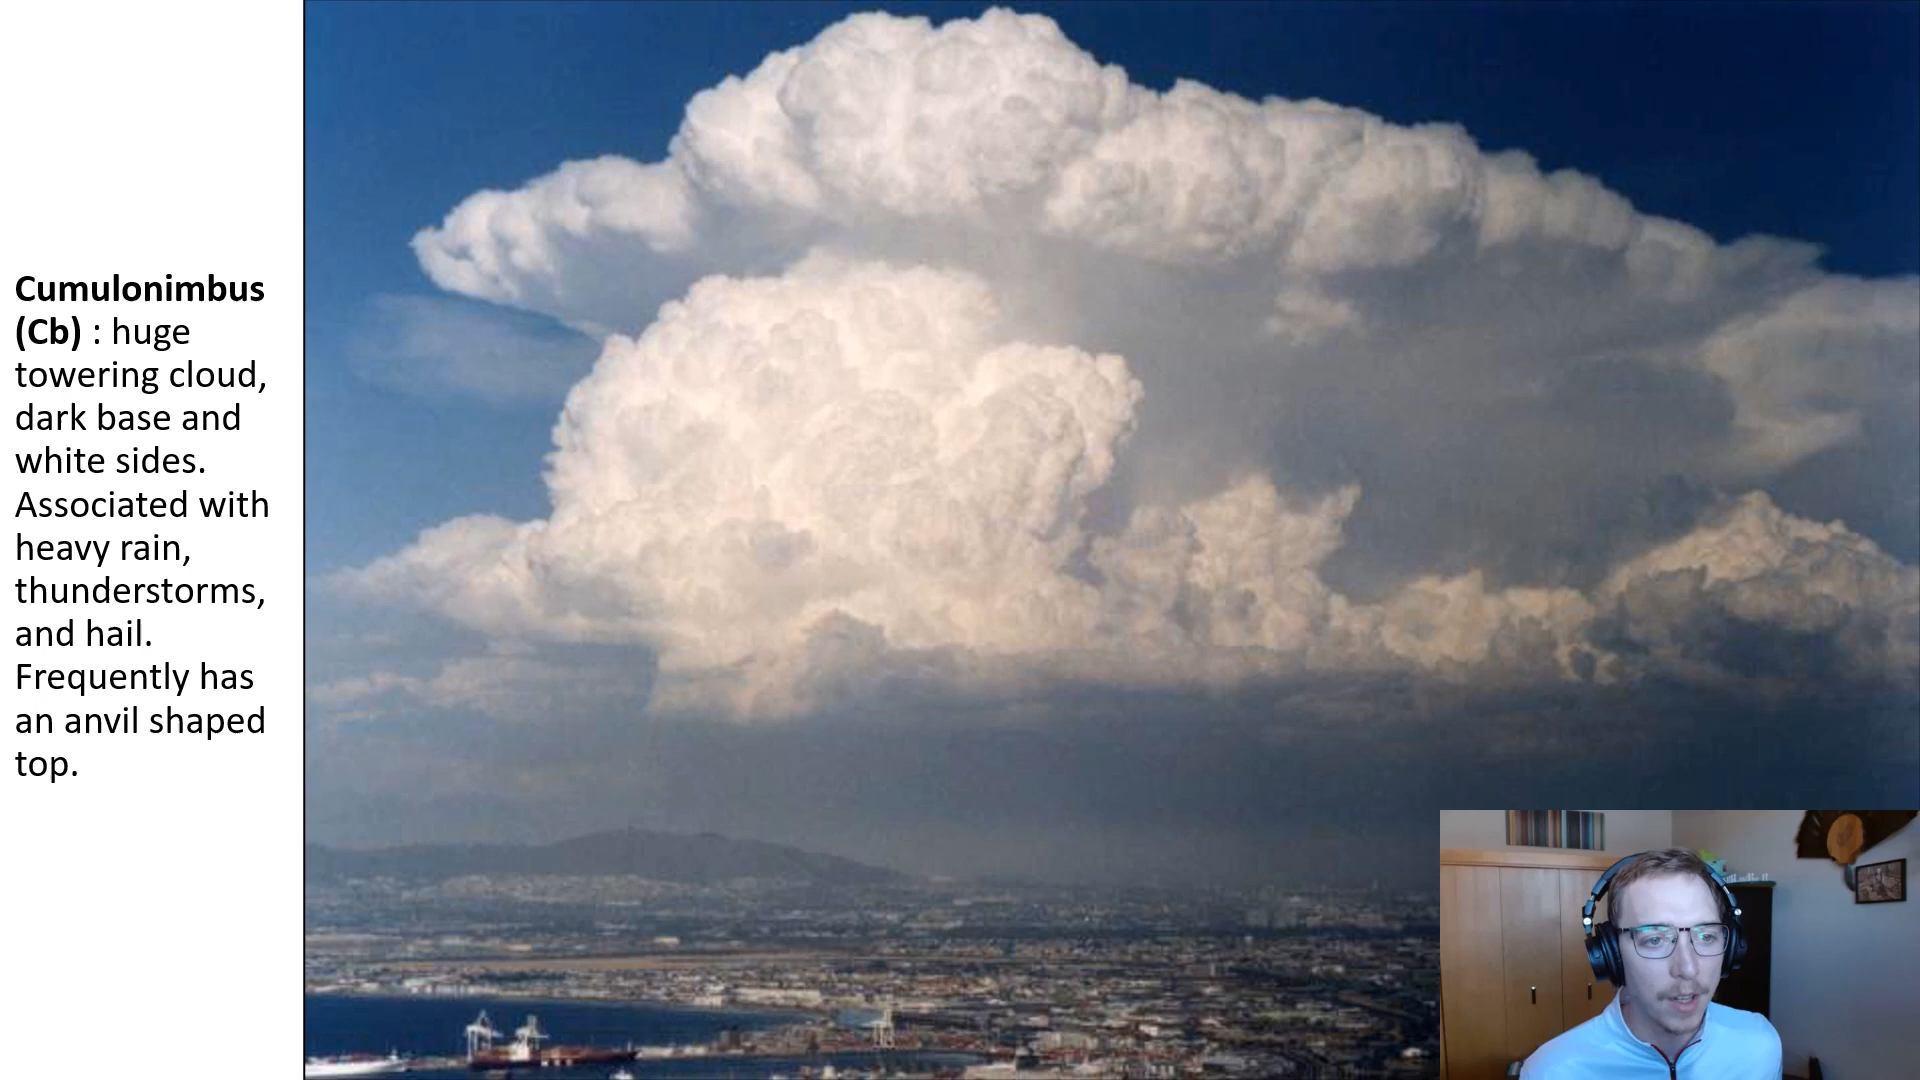 Cumulonimbus
(Cb) : huge
towering cloud,
dark base and
white sides.
Associated with
heavy rain,
thunderstorms,
and hail.
Frequently has
an anvil shaped
top.